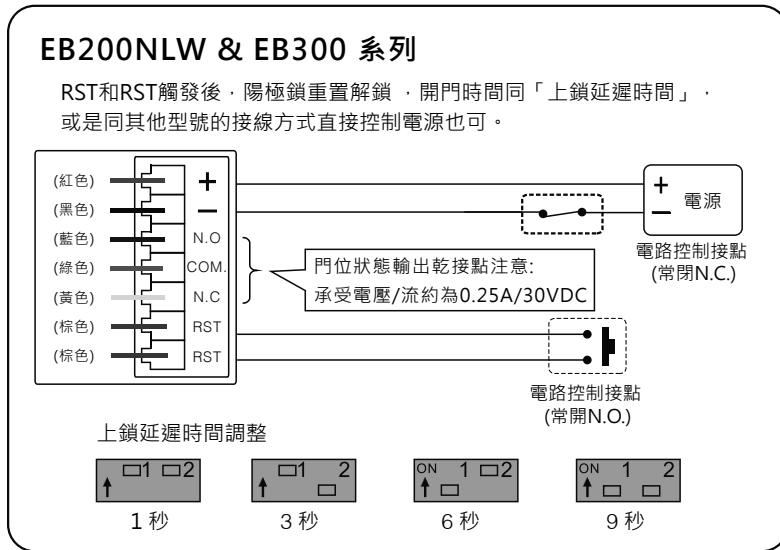 EB200NLW & EB300 系列
RST和RST觸發後，陽極鎖重置解鎖 ，開門時間同「上鎖延遲時間」，
或是同其他型號的接線方式直接控制電源也可。
(紅色) +
(黑色) −
(藍色) N.O
(綠色) COM.
(黃色) N.C
(棕色) RST
(棕色) RST
門位狀態輸出乾接點注意:
承受電壓/流約為0.25A/30VDC
+
−
電源
電路控制接點
(常閉N.C.)
電路控制接點
(常開N.O.)
上鎖延遲時間調整
1 2
1 秒
1 2
3 秒
ON 1 2
6 秒
ON 1 2
9 秒